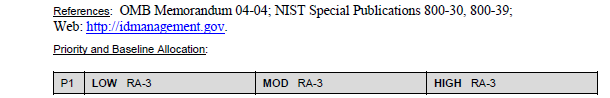 References: OMB Memorandum 04-04; NIST Special Publications 800-30, 800-39;
Web: http://idmanagement.gov.
Priority and Baseline Allocation:
P1 LOW RA-3 MOD RA-3 HIGH RA-3